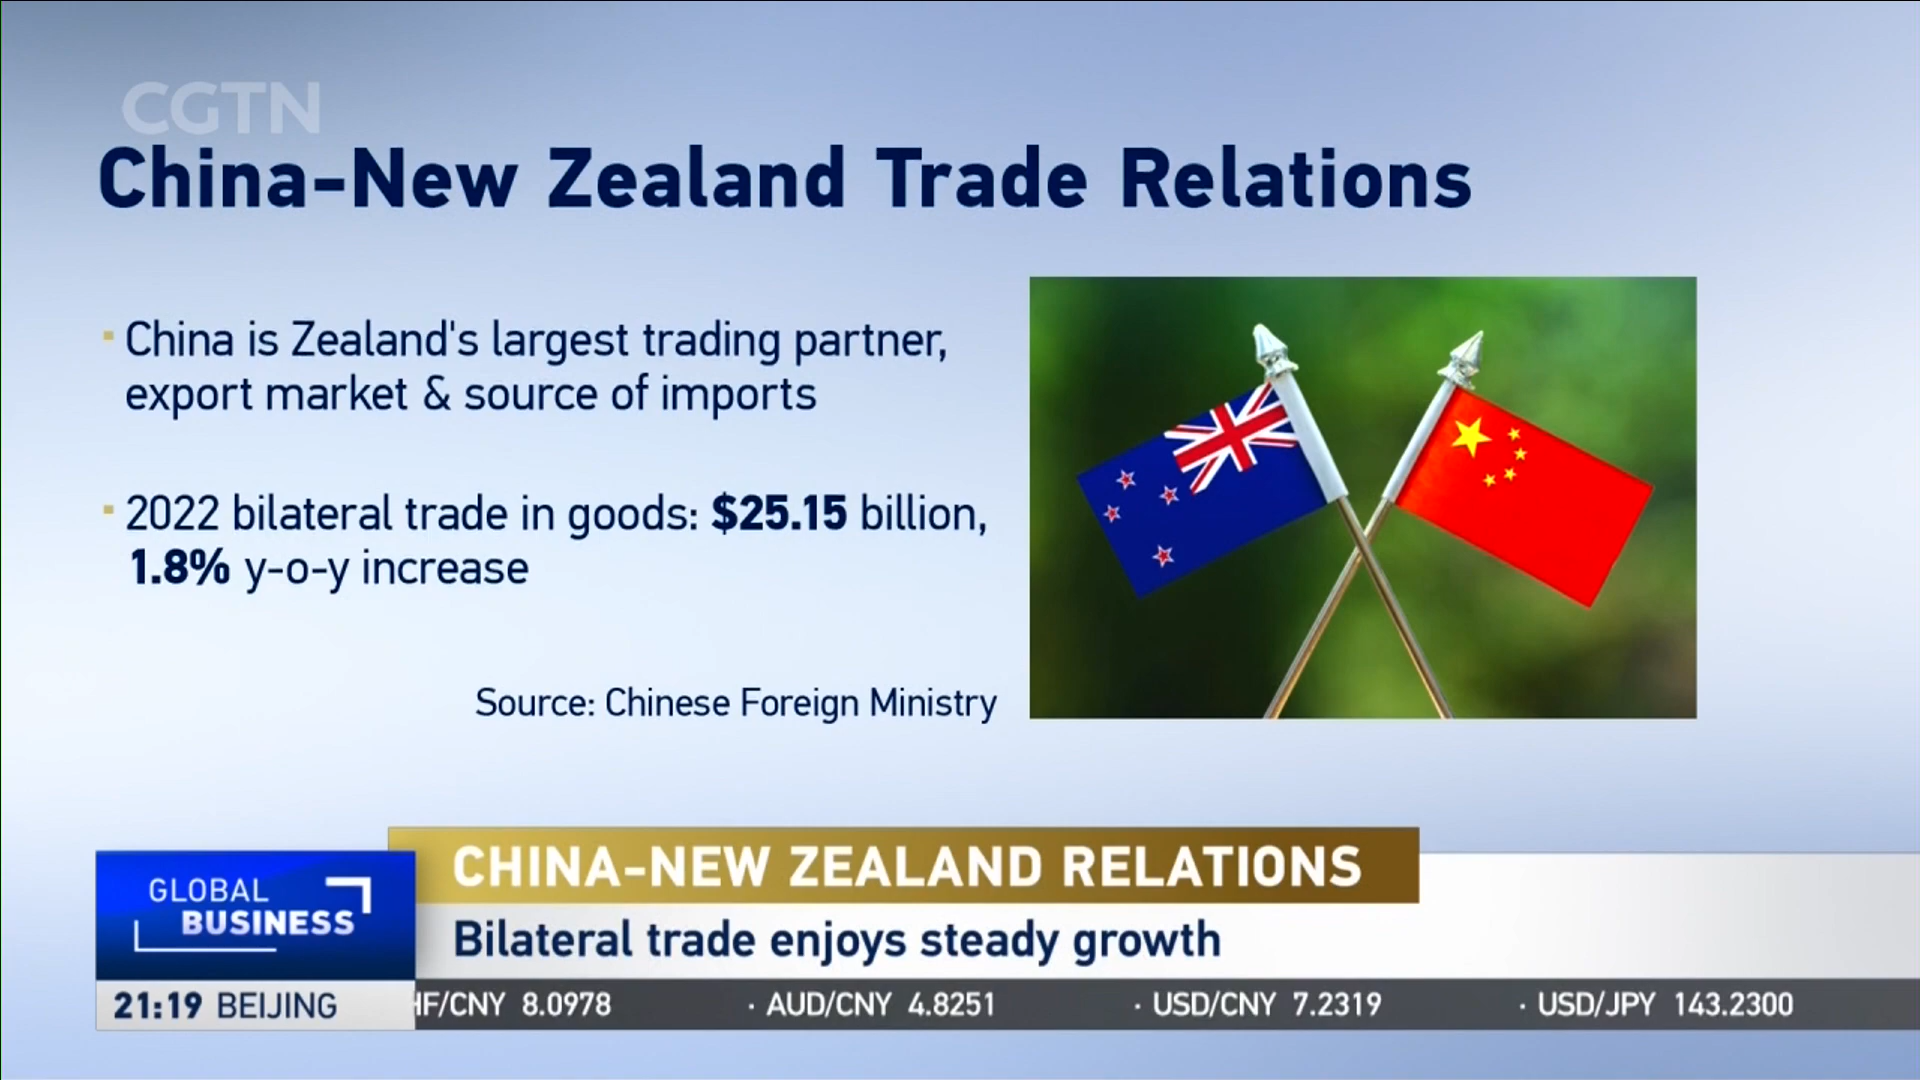 CGTN
China-New Zealand Trade Relations
China is Zealand's largest trading partner,
export market & source of imports
2022 bilateral trade in goods: $25.15 billion,
1.8% y-o-y increase
Source: Chinese Foreign Ministry
CHINA-NEW ZEALAND RELATIONS
GLOBAL
BUSINESS
Bilateral trade enjoys steady growth
21:19 BEIJING
HF/CNY 8.0978 · AUD/CNY 4.8251 · USD/CNY 7.2319 · USD/JPY 143.2300